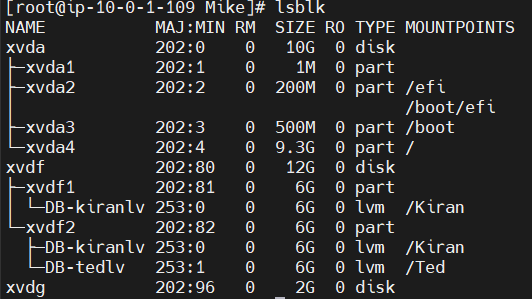 [root@ip-10-0-1-109 Mike]# lsblk
NAME            MAJ:MIN RM  SIZE RO TYPE MOUNTPOINTS
xvda            202:0    0   10G  0 disk
├─xvda1         202:1    0    1M  0 part
├─xvda2         202:2    0  200M  0 part /efi
│                                        /boot/efi
├─xvda3         202:3    0  500M  0 part /boot
└─xvda4         202:4    0  9.3G  0 part /
xvdf            202:80   0   12G  0 disk
├─xvdf1         202:81   0    6G  0 part
│ └─DB-kiranlv  253:0    0    6G  0 lvm  /Kiran
└─xvdf2         202:82   0    6G  0 part
  ├─DB-kiranlv  253:0    0    6G  0 lvm  /Kiran
  └─DB-tedlv    253:1    0    6G  0 lvm  /Ted
xvdg            202:96   0    2G  0 disk